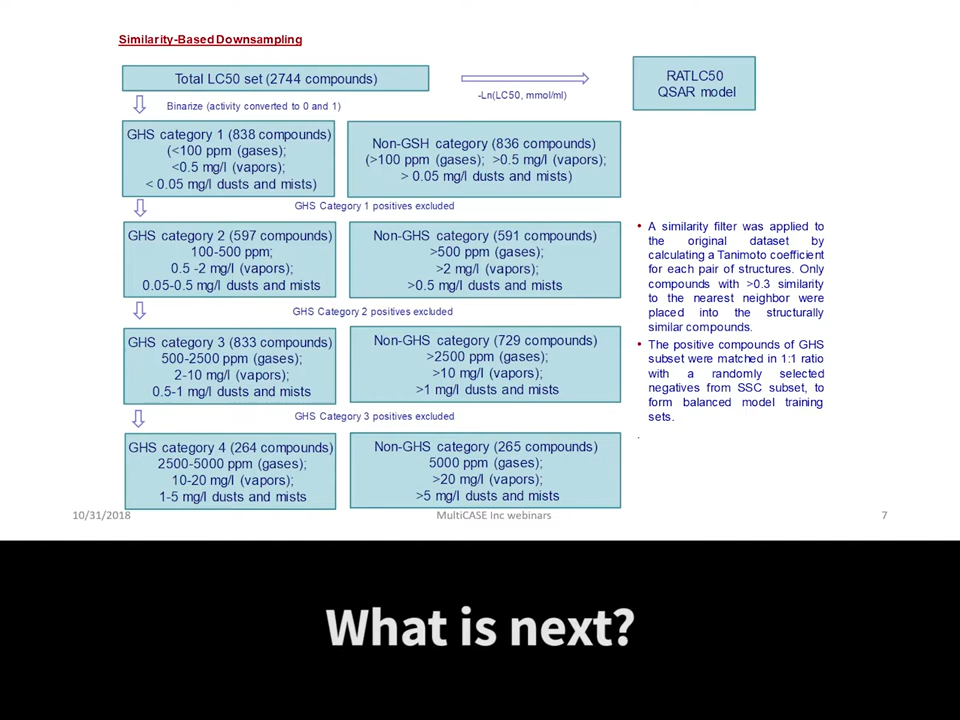 Similarity-Based Downsampling
Total LC50 set (2744 compounds)
-Ln(LC50, mmol/ml)
RATLC50
QSAR model
Binarize (activity converted to 0 and 1)
GHS category 1 (838 compounds)
(<100 ppm (gases);
<0.5 mg/l (vapors);
< 0.05 mg/l dusts and mists)
Non-GSH category (836 compounds)
(>100 ppm (gases); >0.5 mg/l (vapors);
> 0.05 mg/l dusts and mists)
GHS Category 1 positives excluded
GHS category 2 (597 compounds)
100-500 ppm;
0.5 -2 mg/l (vapors);
0.05-0.5 mg/l dusts and mists
Non-GHS category (591 compounds)
>500 ppm (gases);
>2 mg/l (vapors);
>0.5 mg/l dusts and mists
GHS Category 2 positives excluded
GHS category 3 (833 compounds)
500-2500 ppm (gases);
2-10 mg/l (vapors);
0.5-1 mg/l dusts and mists
Non-GHS category (729 compounds)
>2500 ppm (gases);
>10 mg/l (vapors);
>1 mg/l dusts and mists
GHS Category 3 positives excluded
GHS category 4 (264 compounds)
2500-5000 ppm (gases);
10-20 mg/l (vapors);
1-5 mg/l dusts and mists
Non-GHS category (265 compounds)
5000 ppm (gases);
>20 mg/l (vapors);
>5 mg/l dusts and mists
• A similarity filter was applied to
the original dataset by
calculating a Tanimoto coefficient
for each pair of structures. Only
compounds with >0.3 similarity
to the nearest neighbor were
placed into the structurally
similar compounds.
• The positive compounds of GHS
subset were matched in 1:1 ratio
with a randomly selected
negatives from SSC subset, to
form balanced model training
sets.
.
10/31/2018
MultiCASE Inc webinars
7
What is next?